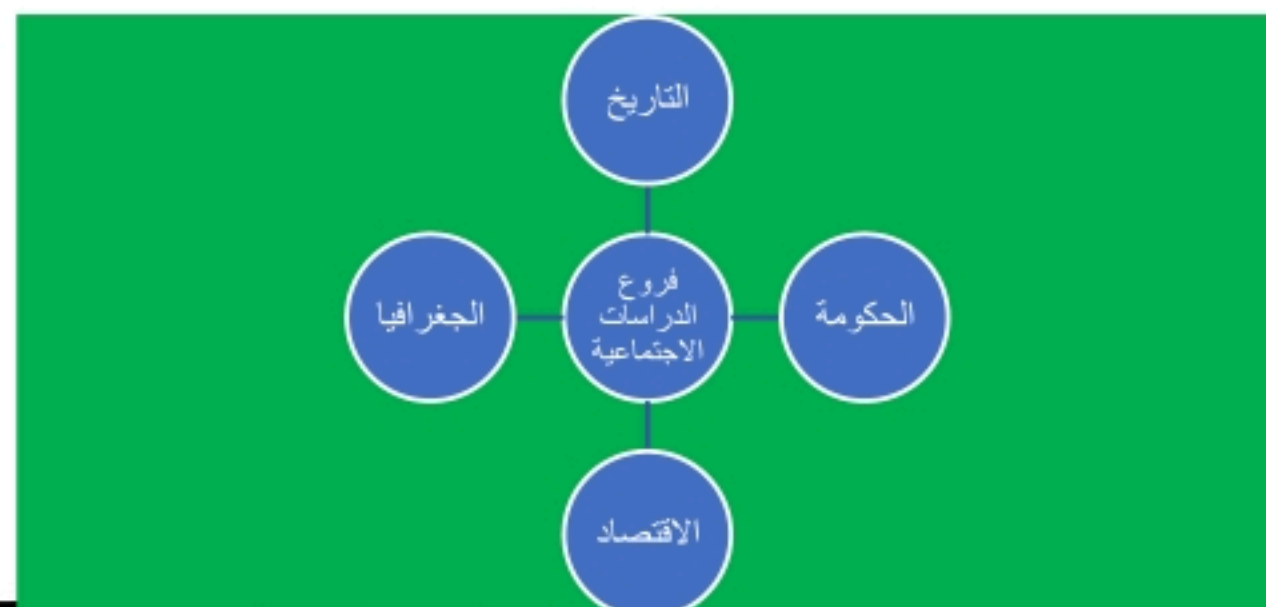 التاريخ
الحكومة
فروع
الدراسات
الاجتماعية
الجغرافيا
الاقتصاد